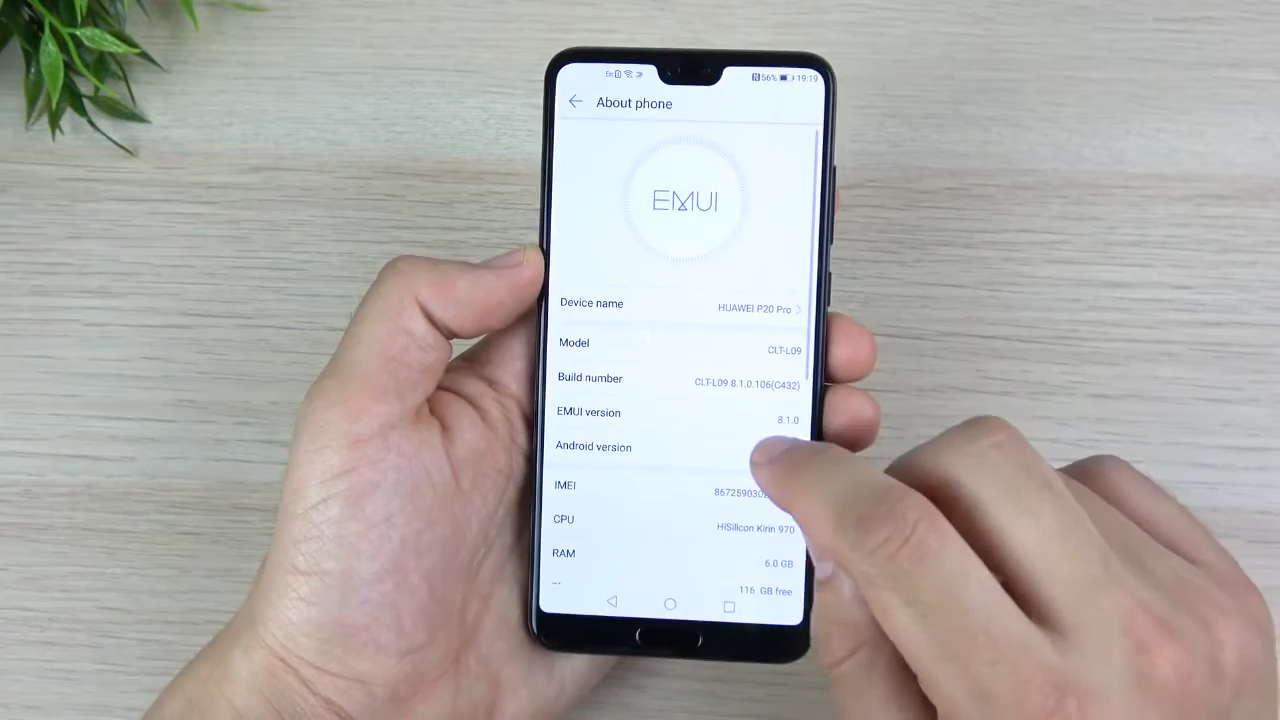 56% 19:19
About phone
EMUI
Device name HUAWEI P20 Pro
Model CLT-L09
Build number CLT-L09 8.1.0.106(C432)
EMUI version 8.1.0
Android version
IMEI 86725903
CPU HiSilicon Kirin 970
RAM 6.0 GB
116 GB free